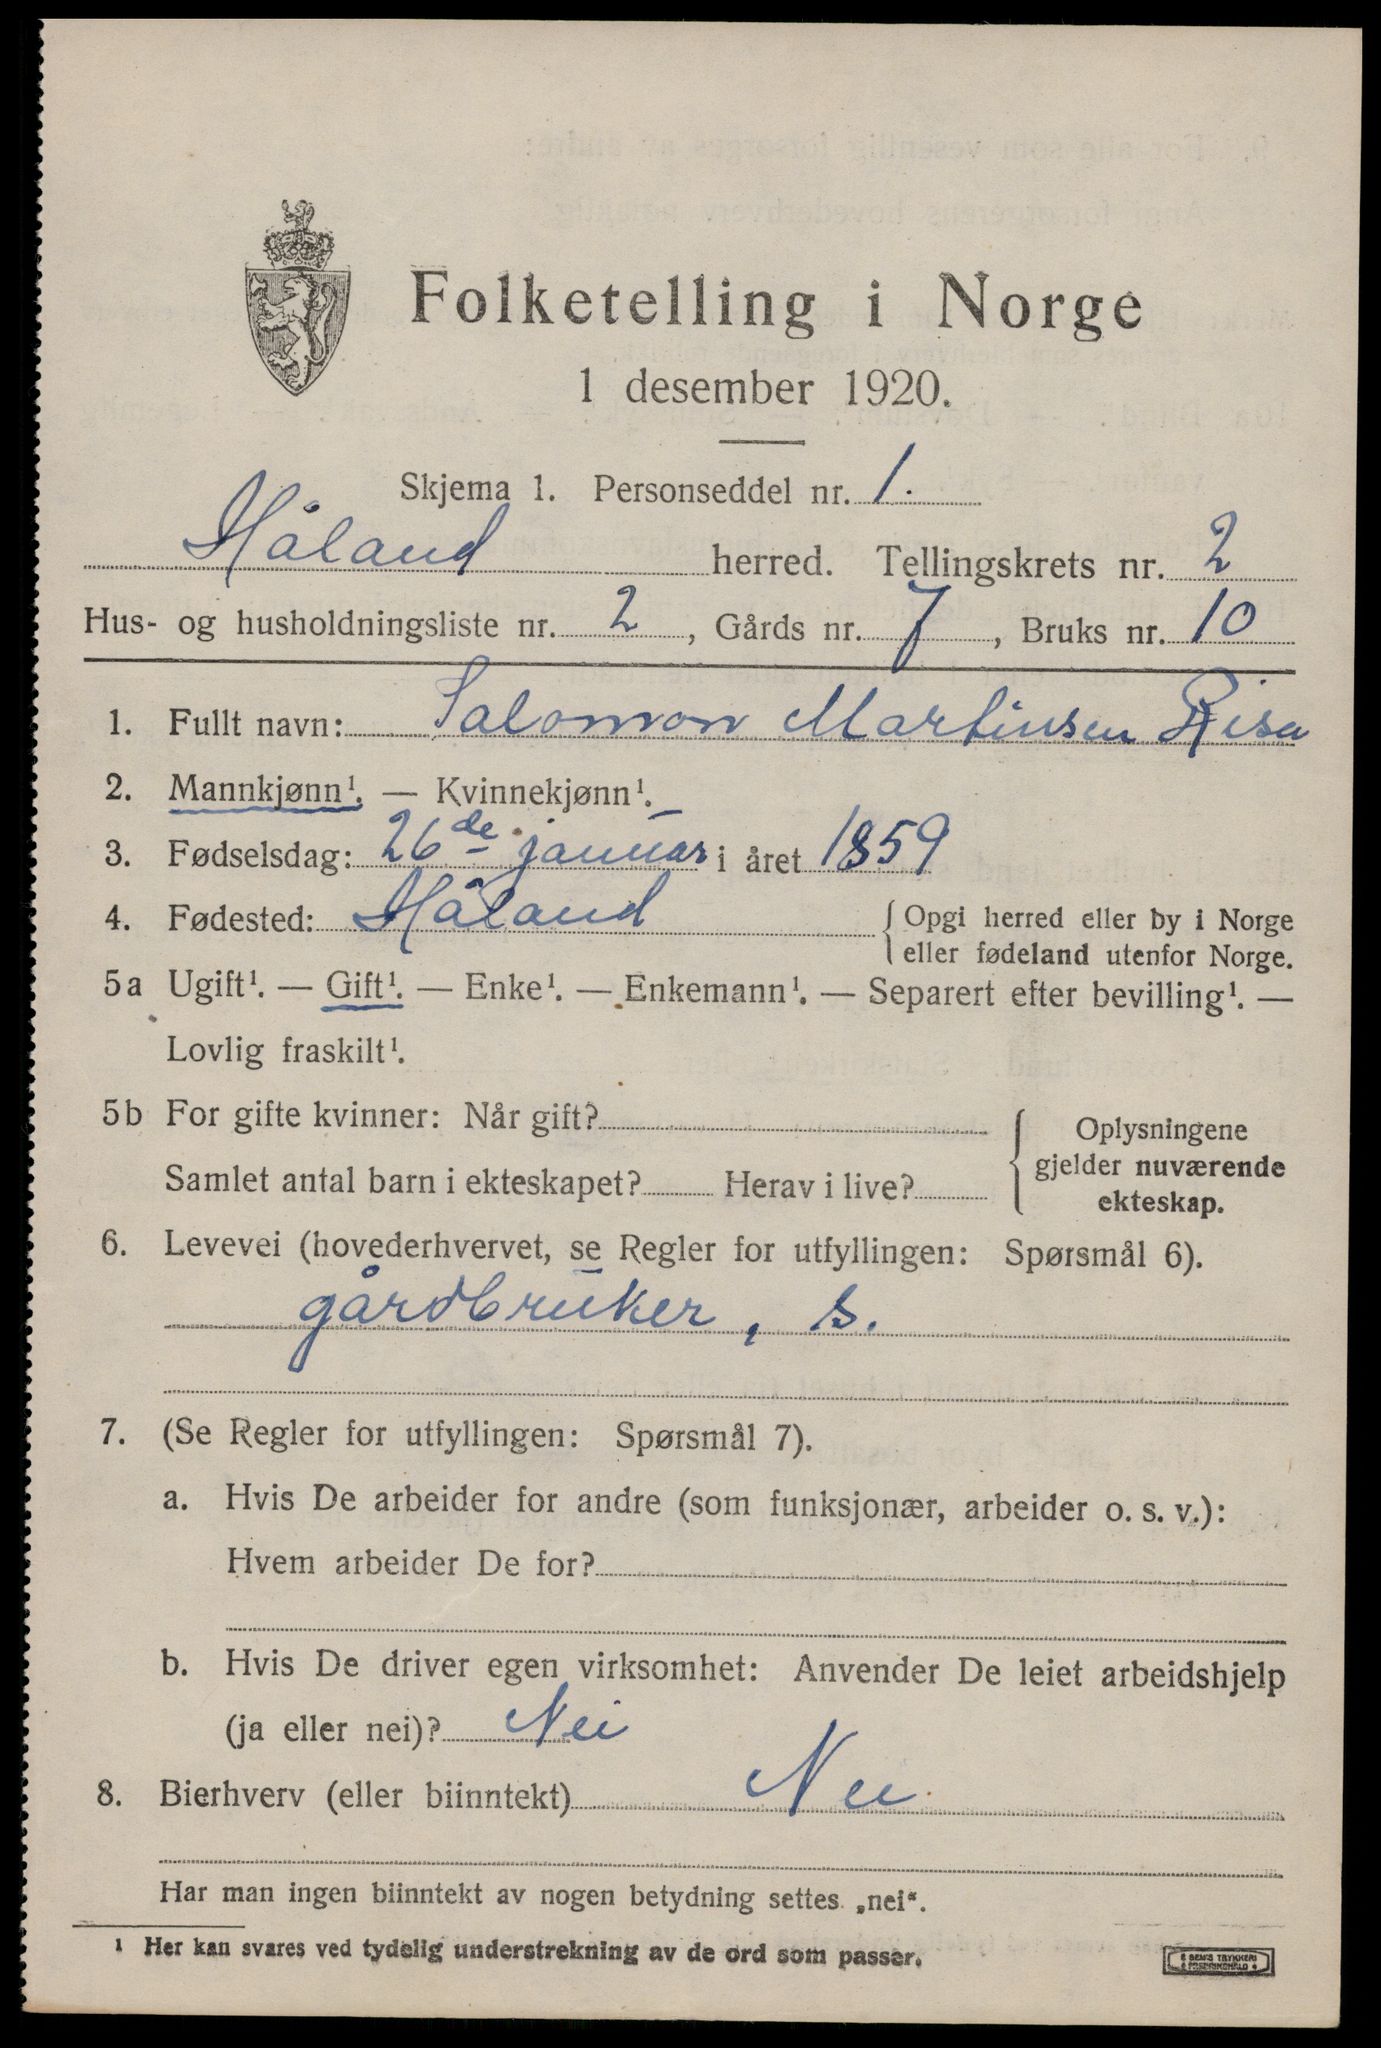 Folketelling i Norge
1 desember 1920.
Skjema 1. Personseddel nr. 1.
Håland herred. Tellingskrets nr. 2
Hus- og husholdningsliste nr. 2, Gårds nr. 7, Bruks nr. 10
1. Fullt navn: Salomon Martinsen Risa
2. Mannkjønn¹. — Kvinnekjønn¹.
3. Fødselsdag: 26de januar i året 1859
4. Fødested: Håland { Opgi herred eller by i Norge
eller fødeland utenfor Norge.
5a Ugift¹. — Gift¹. — Enke¹. — Enkemann¹. — Separert efter bevilling¹. —
Lovlig fraskilt¹.
5b For gifte kvinner: Når gift?
Samlet antal barn i ekteskapet? Herav i live?
{ Oplysningene
gjelder nuværende
ekteskap.
6. Levevei (hovederhvervet, se Regler for utfyllingen: Spørsmål 6).
gårdbruker, s.
7. (Se Regler for utfyllingen: Spørsmål 7).
a. Hvis De arbeider for andre (som funksjonær, arbeider o. s. v.):
Hvem arbeider De for?
b. Hvis De driver egen virksomhet: Anvender De leiet arbeidshjelp
(ja eller nei)? Nei
8. Bierhverv (eller biinntekt) Nei
Har man ingen biinntekt av nogen betydning settes „nei“.
¹ Her kan svares ved tydelig understrekning av de ord som passer.